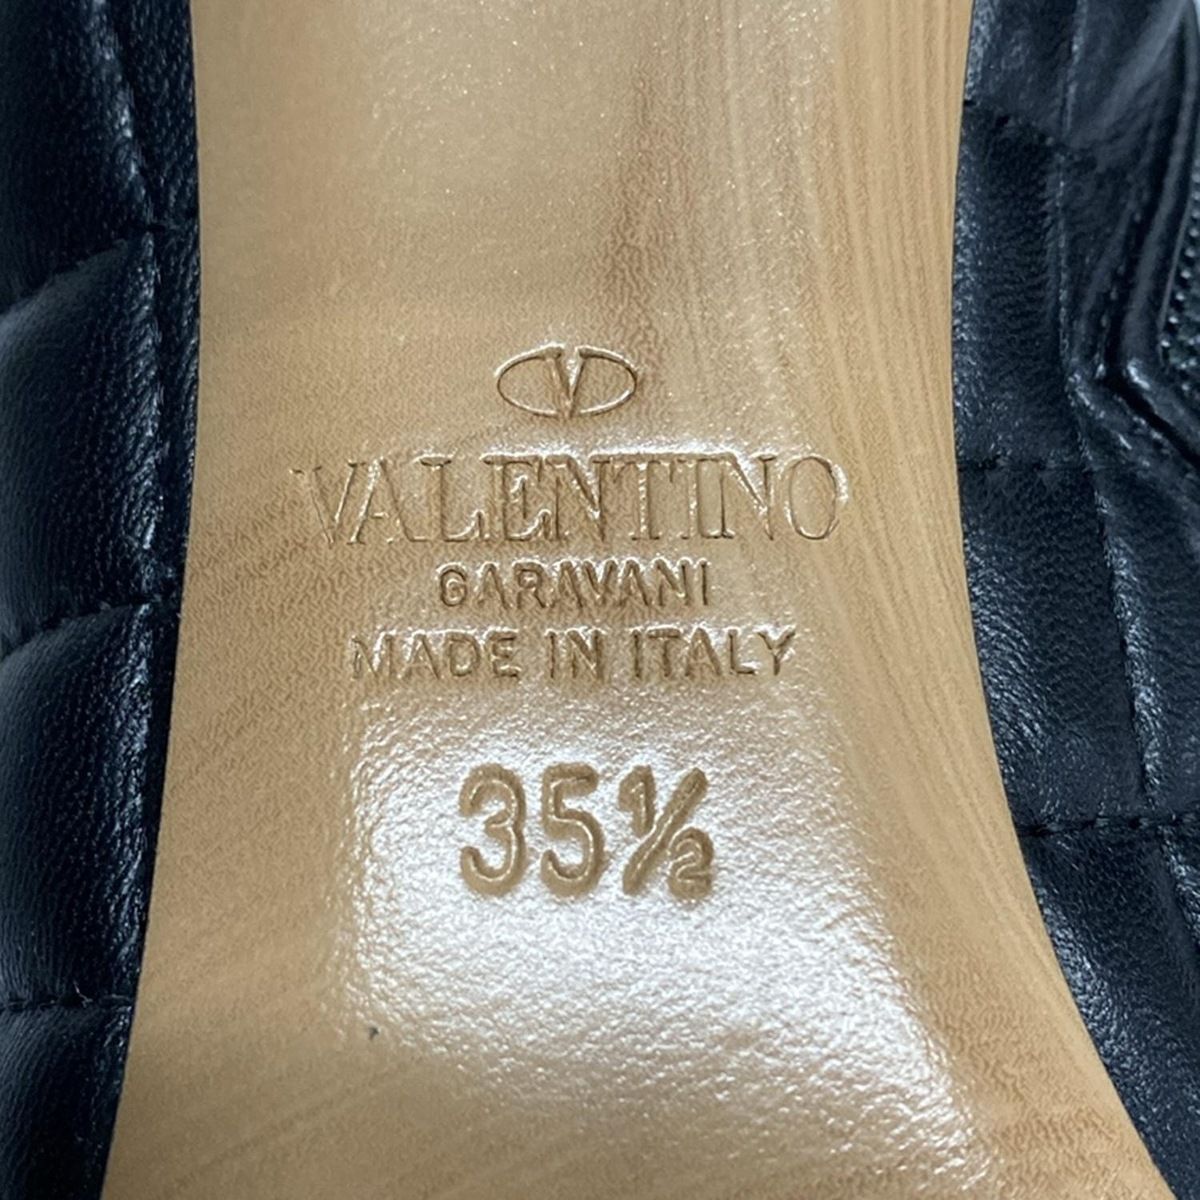 V
VALENTINO
GARAVANI
MADE IN ITALY
35½